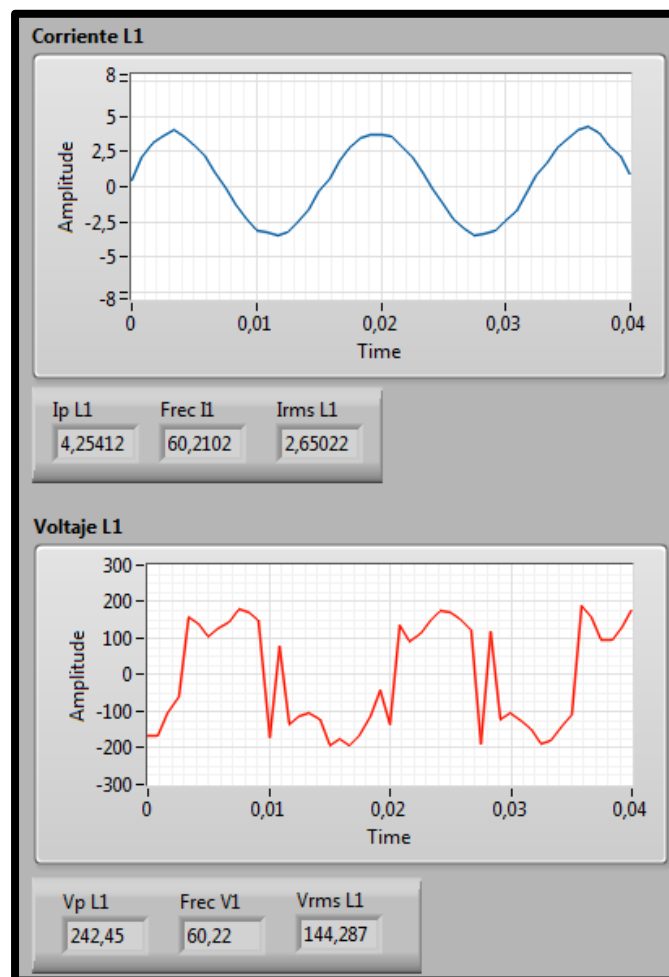 Corriente L1
8
5
2,5
0
-2,5
-5
-8
Amplitude
0 0,01 0,02 0,03 0,04
Time
Ip L1 Frec I1 Irms L1
4,25412 60,2102 2,65022
Voltaje L1
300
200
100
0
-100
-200
-300
Amplitude
0 0,01 0,02 0,03 0,04
Time
Vp L1 Frec V1 Vrms L1
242,45 60,22 144,287